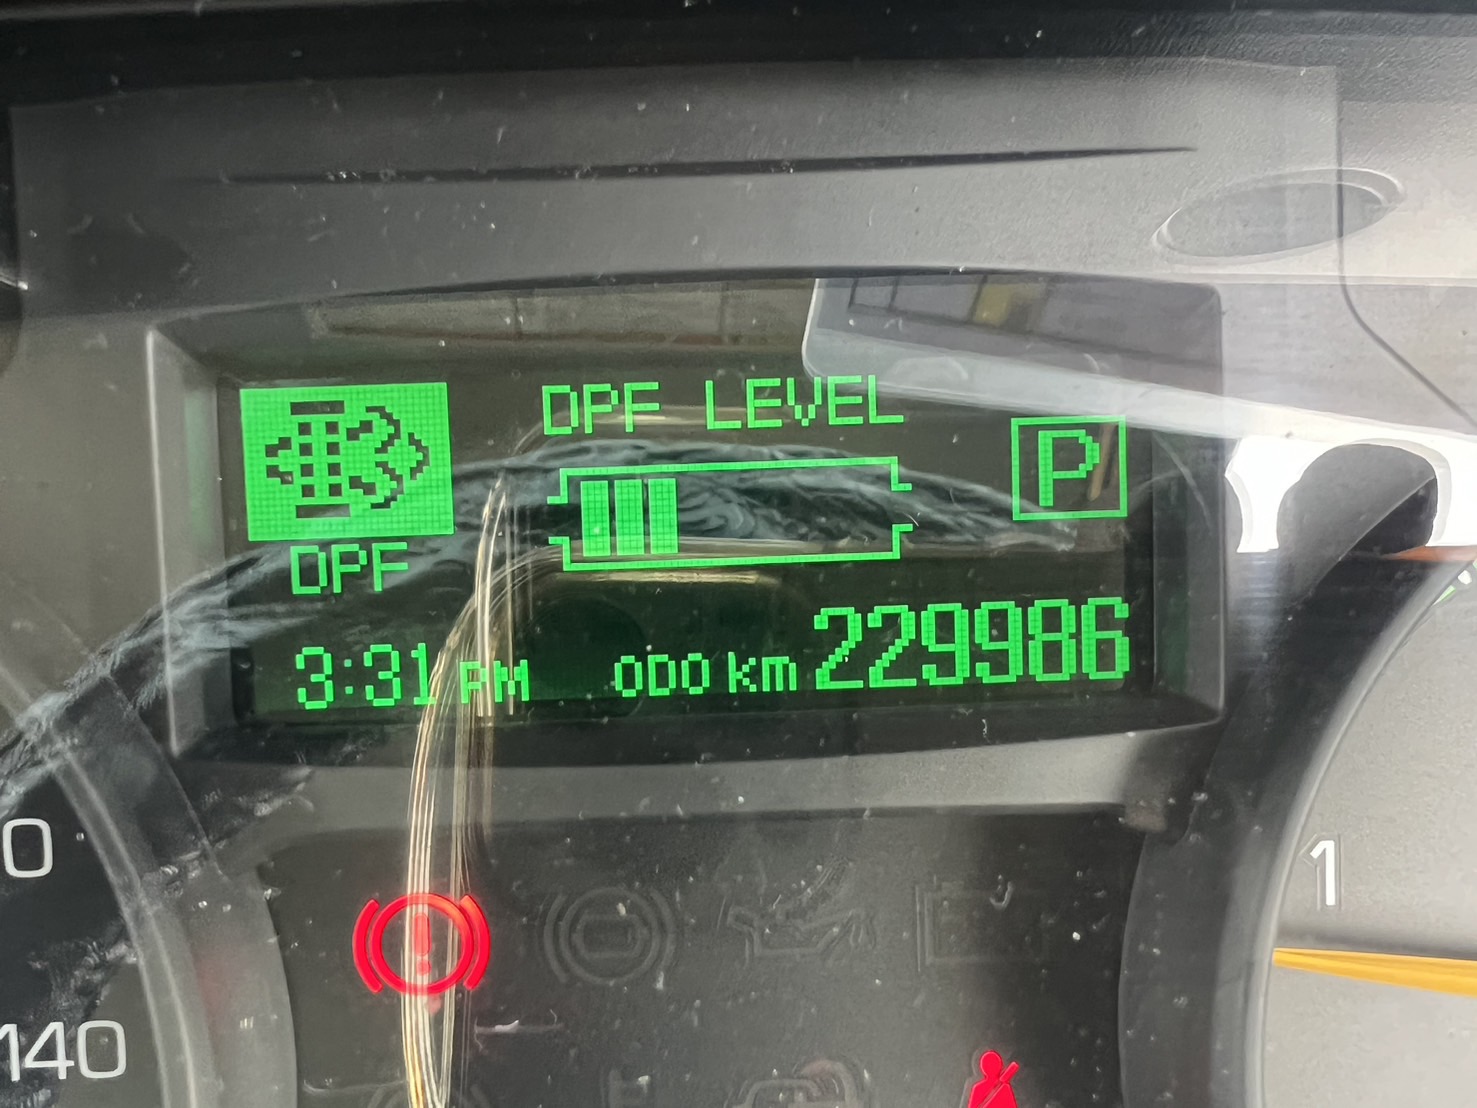 DPF LEVEL
P
DPF
3:31 PM ODO km 229986
0
1
140